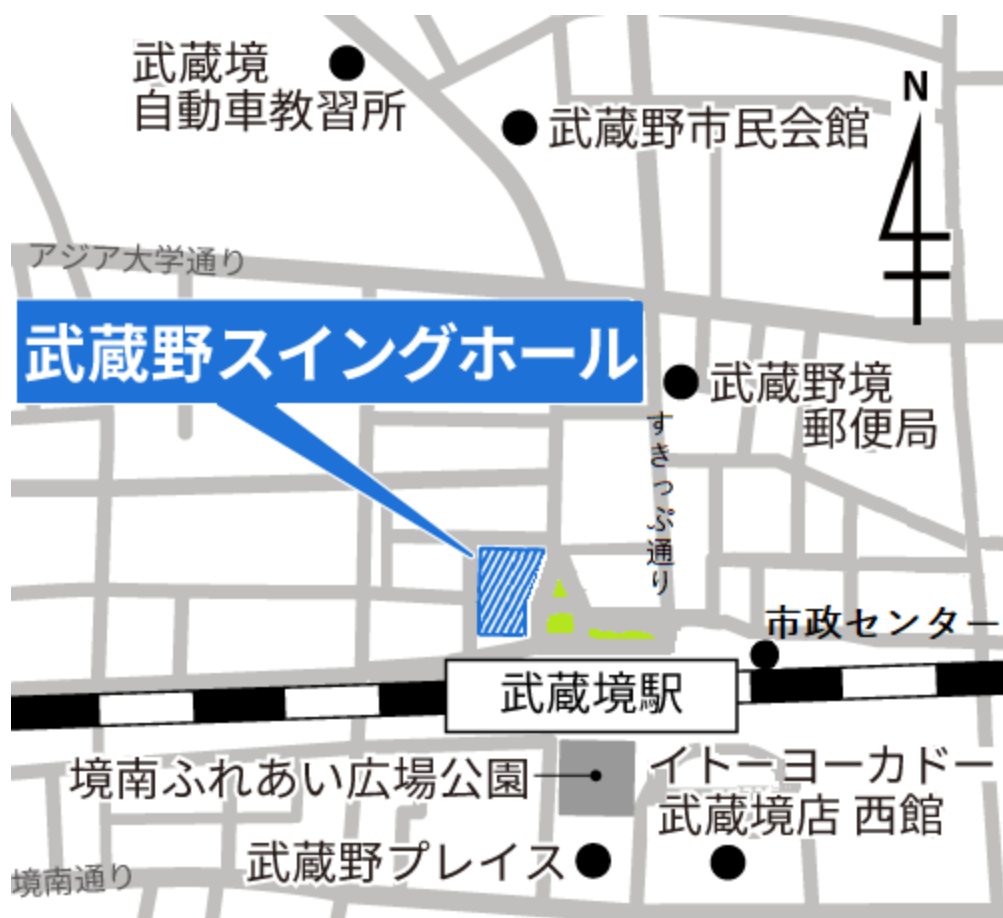 武蔵境
自動車教習所
武蔵野市民会館
N
アジア大学通り
武蔵野スイングホール
武蔵野境
郵便局
すきっぷ通り
市政センター
武蔵境駅
境南ふれあい広場公園
イトーヨーカドー
武蔵境店 西館
武蔵野プレイス
境南通り